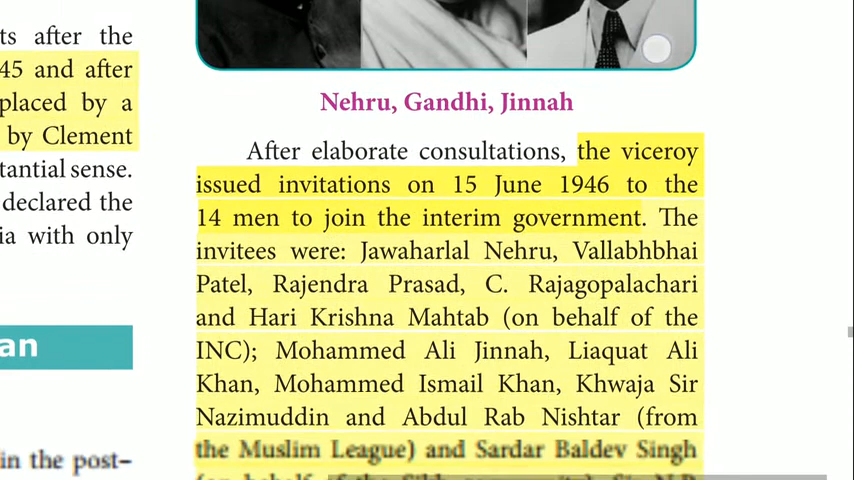 ts after the
45 and after
placed by a
by Clement
tantial sense.
declared the
ia with only
an
in the post–
Nehru, Gandhi, Jinnah
After elaborate consultations, the viceroy
issued invitations on 15 June 1946 to the
14 men to join the interim government. The
invitees were: Jawaharlal Nehru, Vallabhbhai
Patel, Rajendra Prasad, C. Rajagopalachari
and Hari Krishna Mahtab (on behalf of the
INC); Mohammed Ali Jinnah, Liaquat Ali
Khan, Mohammed Ismail Khan, Khwaja Sir
Nazimuddin and Abdul Rab Nishtar (from
the Muslim League) and Sardar Baldev Singh